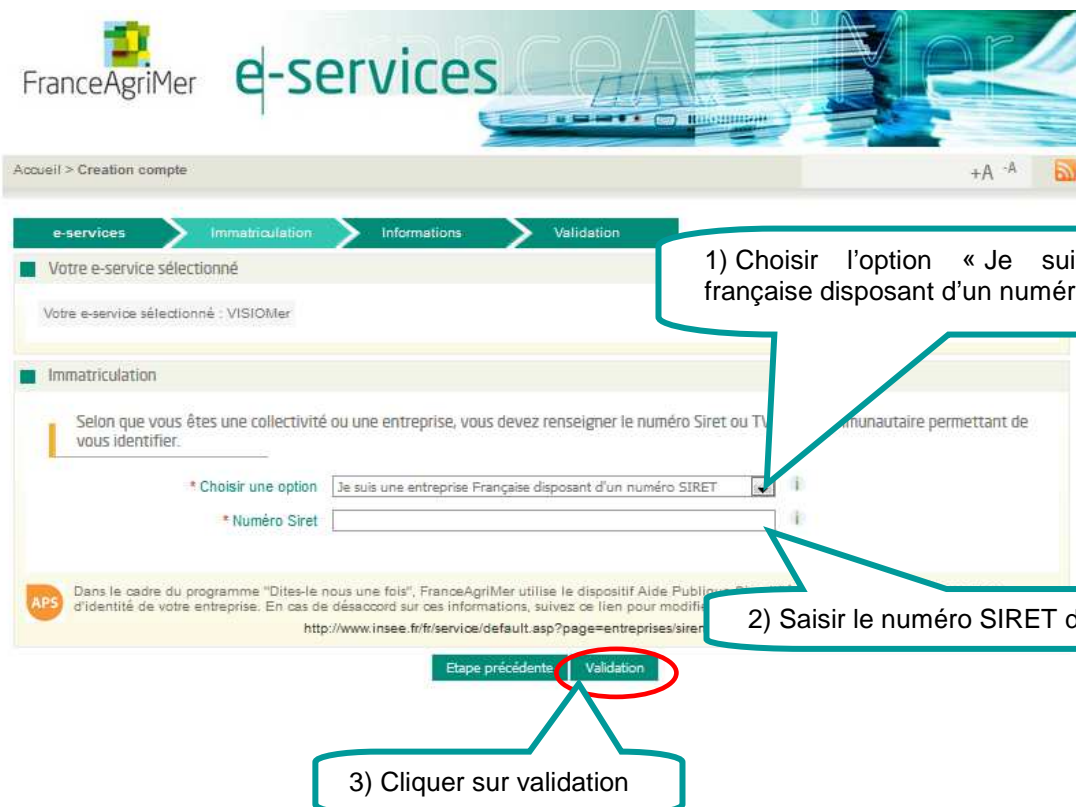 FranceAgriMer
e-services
FranceAgriMer
Accueil > Creation compte
+A -A
e-services Immatriculation Informations Validation
Votre e-service sélectionné
1) Choisir l'option « Je sui
française disposant d'un numér
Votre e-service sélectionné : VISIOMer
Immatriculation
Selon que vous êtes une collectivité ou une entreprise, vous devez renseigner le numéro Siret ou TV
munautaire permettant de
vous identifier.
* Choisir une option Je suis une entreprise Française disposant d'un numéro SIRET i
* Numéro Siret i
APS
Dans le cadre du programme "Dites-le nous une fois", FranceAgriMer utilise le dispositif Aide Publique
d'identité de votre entreprise. En cas de désaccord sur ces informations, suivez ce lien pour modifie
http://www.insee.fr/fr/service/default.asp?page=entreprises/siren
2) Saisir le numéro SIRET d
Etape précédente Validation
3) Cliquer sur validation